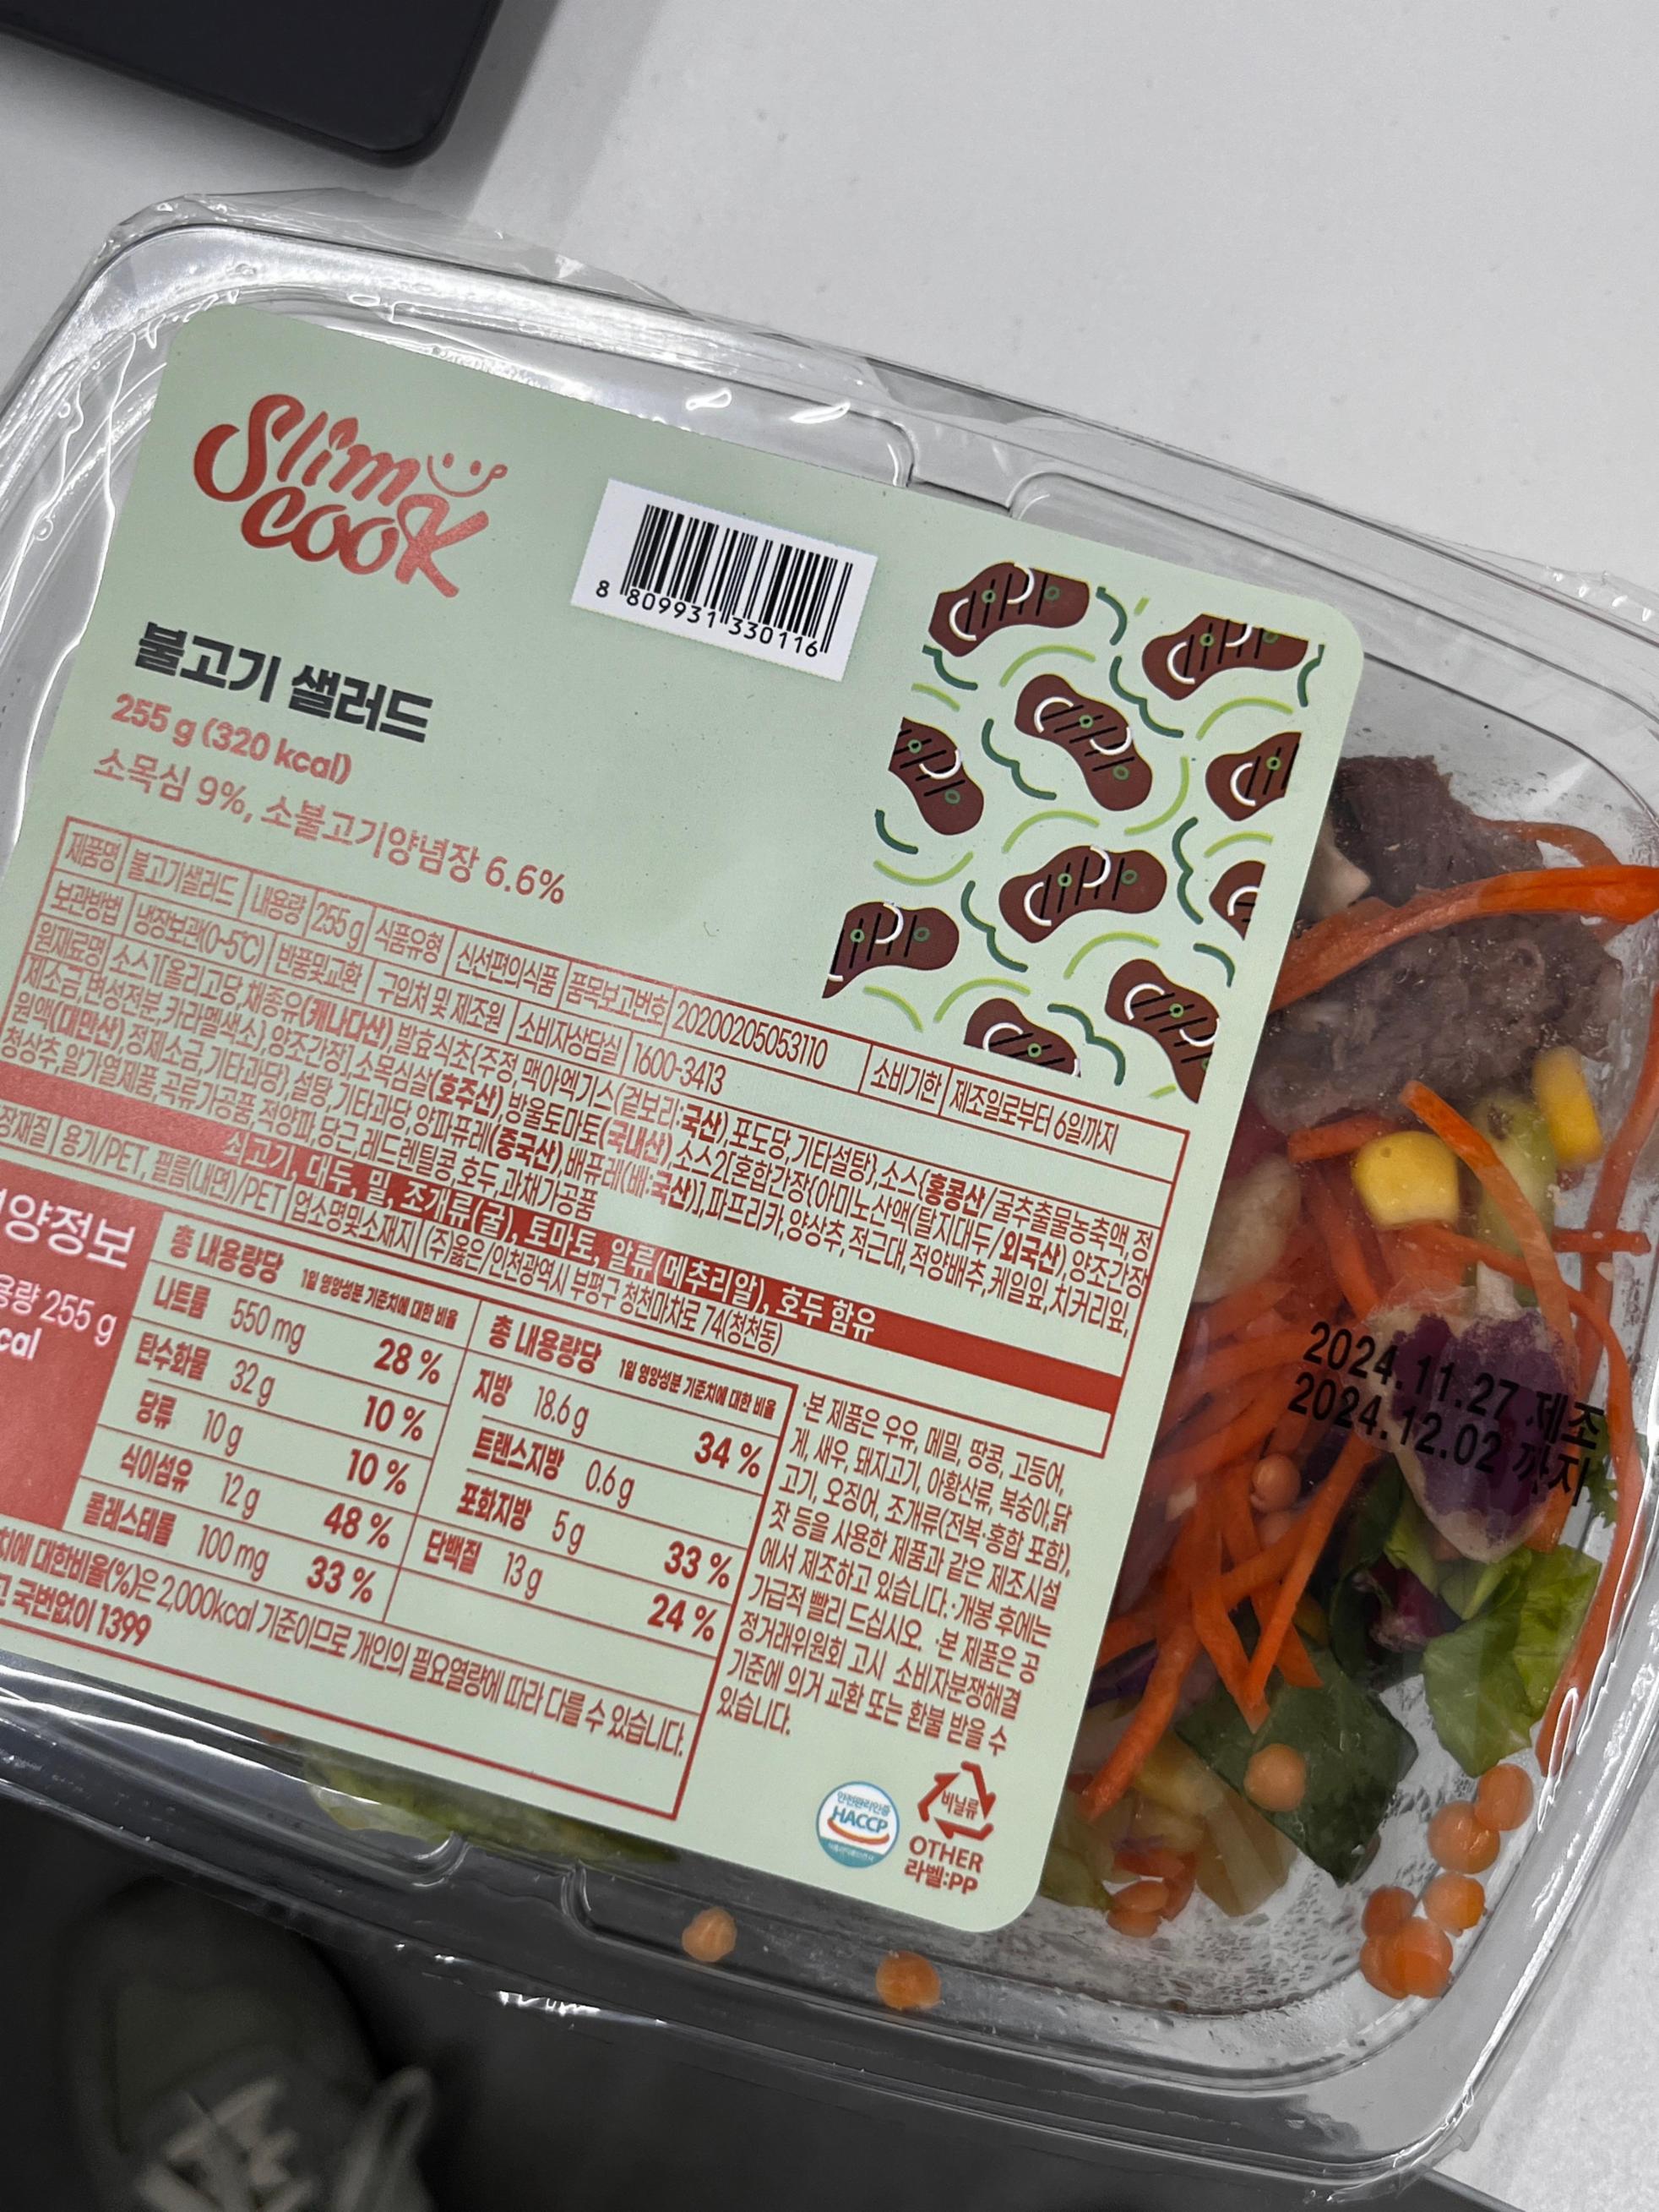 Slim
cook
8 809931 330116
불고기 샐러드
255 g (320 kcal)
소목심 9%, 소불고기양념장 6.6%
제품명 불고기샐러드 내용량 255 g 식품유형 신선편의식품 품목보고번호 20200205053110 소비기한 제조일로부터 6일까지
보관방법 냉장보관(0~5℃) 반품및교환 구입처 및 제조원 소비자상담실 1600-3413
원재료명 소스1[올리고당,채종유(캐나다산),발효식초{주정,맥아엑기스(겉보리:국산),포도당,기타설탕},소스{홍콩산/굴추출물농축액,정
제소금,변성전분,카라멜색소},양조간장],소목심살(호주산),방울토마토(국내산),소스2[혼합간장{아미노산액(탈지대두/외국산),양조간장
원액(대만산),정제소금,기타과당},설탕,기타과당,양파퓨레(중국산),배퓨레(배:국산)],파프리카,양상추,적근대,적양배추,케일잎,치커리잎,
청상추,알가열제품,곡류가공품,적양파,당근,레드렌틸콩,호두,과채가공품
쇠고기, 대두, 밀, 조개류(굴), 토마토, 알류(메추리알), 호두 함유
장재질 용기/PET, 필름(내면)/PET 업소명및소재지 (주)옳은/인천광역시 부평구 청천마차로 74(청천동)
양정보
용량 255 g
cal
총 내용량당 1일 영양성분 기준치에 대한 비율
나트륨 550 mg 28 %
탄수화물 32 g 10 %
당류 10 g 10 %
식이섬유 12 g 48 %
콜레스테롤 100 mg 33 %
총 내용량당 1일 영양성분 기준치에 대한 비율
지방 18.6 g 34 %
트랜스지방 0.6 g
포화지방 5 g 33 %
단백질 13 g 24 %
치에 대한비율(%)은 2,000kcal 기준이므로 개인의 필요열량에 따라 다를 수 있습니다.
고 국번없이 1399
·본 제품은 우유, 메밀, 땅콩, 고등어,
게, 새우, 돼지고기, 아황산류, 복숭아,닭
고기, 오징어, 조개류(전복·홍합 포함),
잣 등을 사용한 제품과 같은 제조시설
에서 제조하고 있습니다. ·개봉 후에는
가급적 빨리 드십시오. ·본 제품은 공
정거래위원회 고시 소비자분쟁해결
기준에 의거 교환 또는 환불 받을 수
있습니다.
안전관리인증
HACCP
비닐류
OTHER
라벨:PP
2024.11.27 제조
2024.12.02 까지